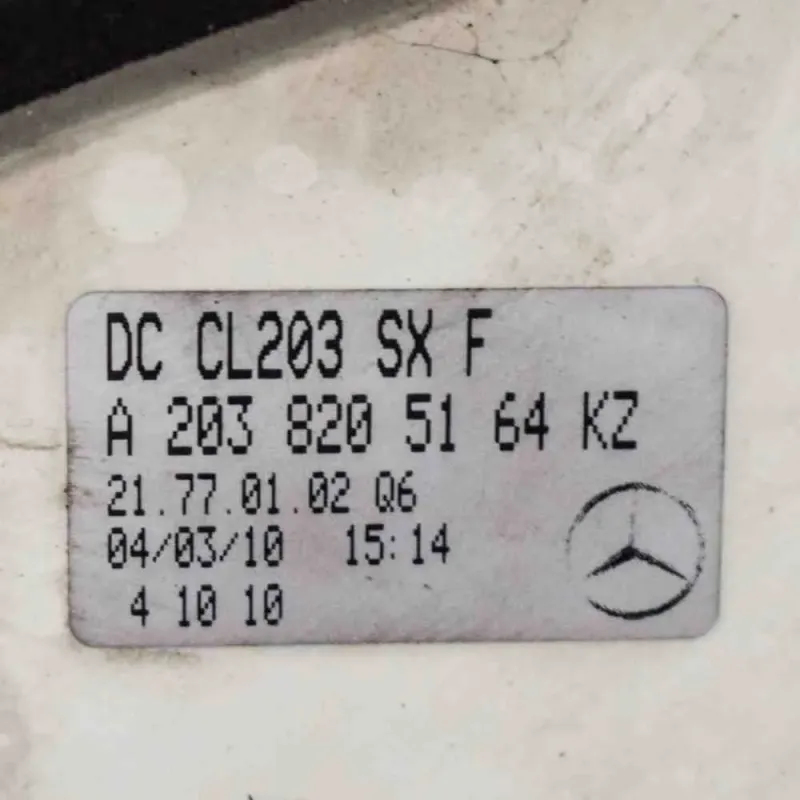 DC CL203 SX F
A 203 820 51 64 KZ
21.77.01.02 Q6
04/03/10 15:14
4 10 10